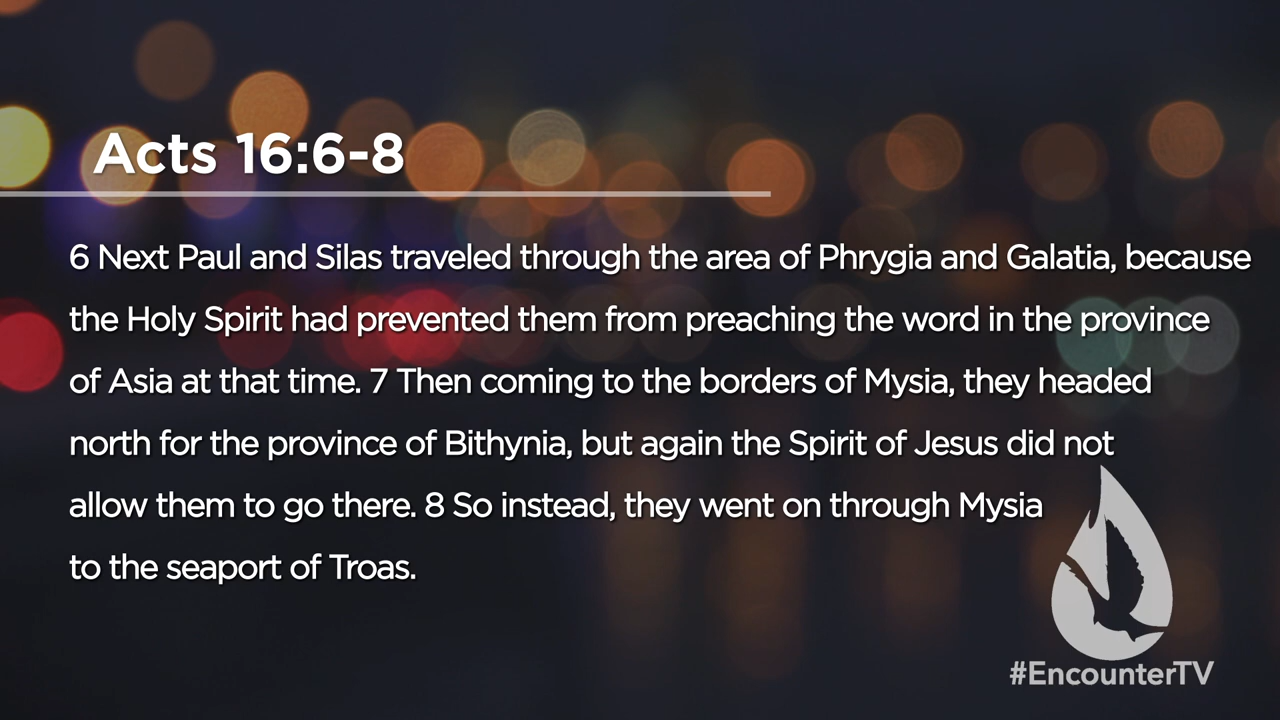 Acts 16:6-8
6 Next Paul and Silas traveled through the area of Phrygia and Galatia, because
the Holy Spirit had prevented them from preaching the word in the province
of Asia at that time. 7 Then coming to the borders of Mysia, they headed
north for the province of Bithynia, but again the Spirit of Jesus did not
allow them to go there. 8 So instead, they went on through Mysia
to the seaport of Troas.
#EncounterTV